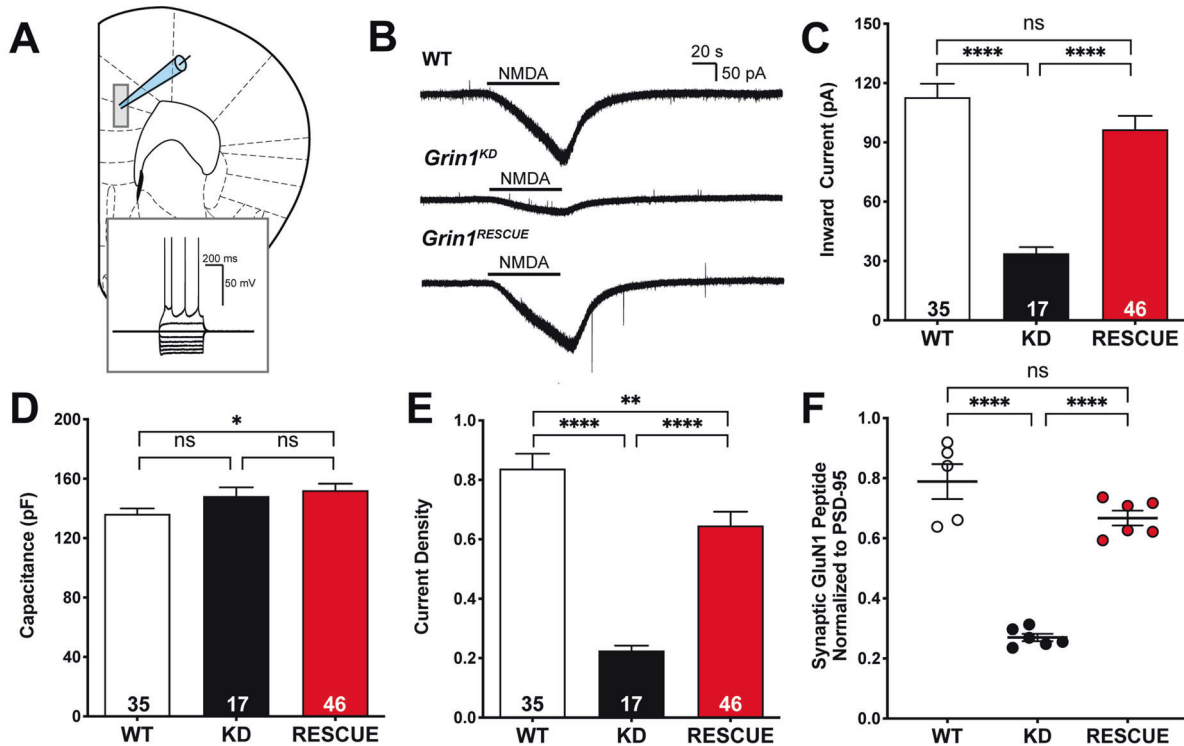 A
200 ms
50 mV
B
WT
20 s
50 pA
NMDA
Grin1KD
NMDA
Grin1RESCUE
NMDA
C
Inward Current (pA)
150
120
90
60
30
0
ns
**** ****
35 17 46
WT KD RESCUE
D
Capacitance (pF)
200
160
120
80
40
0
*
ns ns
35 17 46
WT KD RESCUE
E
Current Density
1.0
0.8
0.6
0.4
0.2
0.0
**
**** ****
35 17 46
WT KD RESCUE
F
Synaptic GluN1 Peptide
Normalized to PSD-95
1.0
0.8
0.6
0.4
0.2
0.0
ns
**** ****
WT KD RESCUE